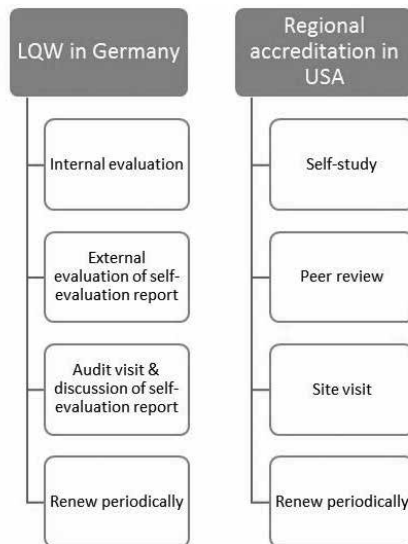 LQW in Germany
Internal evaluation
External
evaluation of self-
evaluation report
Audit visit &
discussion of self-
evaluation report
Renew periodically
Regional
accreditation in
USA
Self-study
Peer review
Site visit
Renew periodically